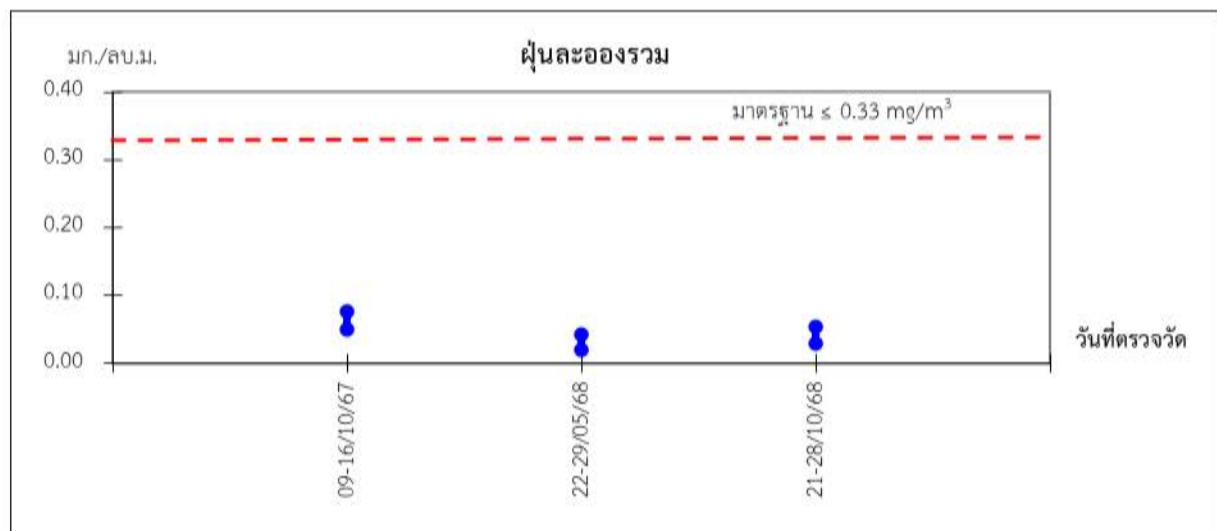 ฝุ่นละอองรวม
มก./ลบ.ม.
มาตรฐาน ≤ 0.33 mg/m³
0.40
0.30
0.20
0.10
0.00
วันที่ตรวจวัด
09-16/10/67
22-29/05/68
21-28/10/68